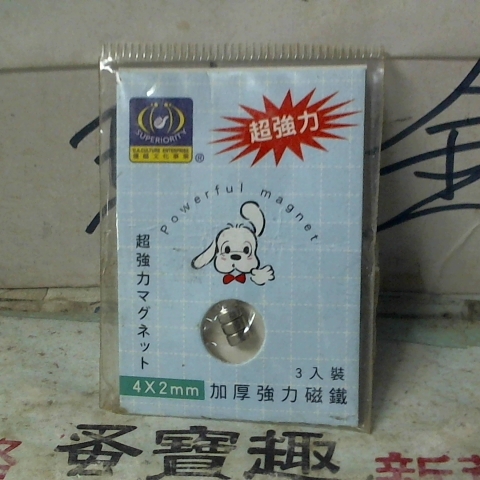 SUPERIORITY
超強力
®
Powerful magnet
超強力マグネット
3入裝
4X2mm
加厚強力磁鐵
蚤寶趣